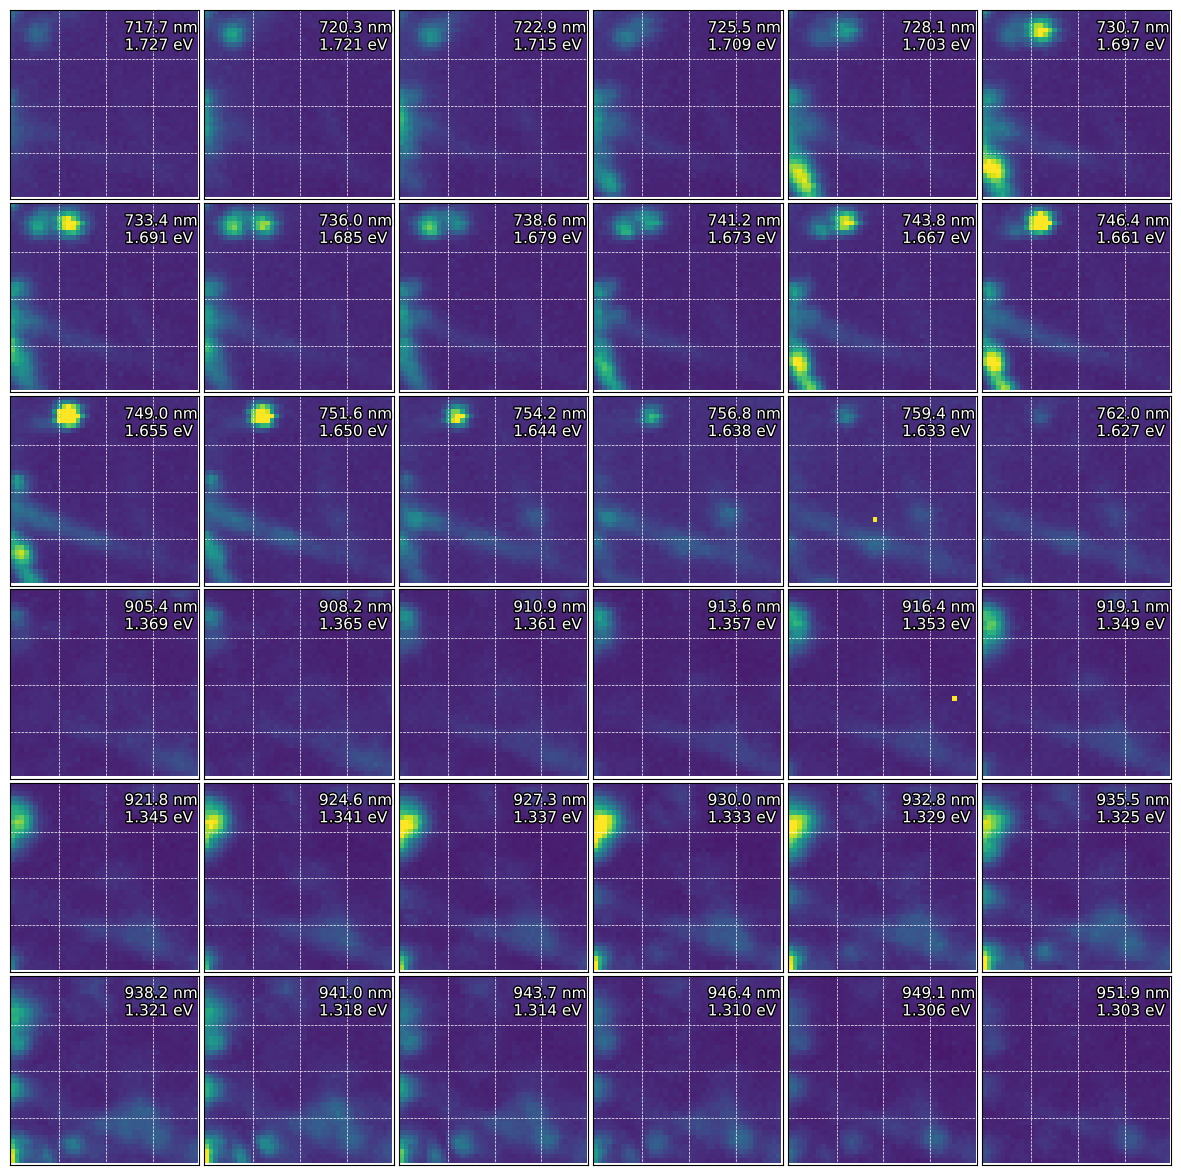 717.7 nm
1.727 eV
720.3 nm
1.721 eV
722.9 nm
1.715 eV
725.5 nm
1.709 eV
728.1 nm
1.703 eV
730.7 nm
1.697 eV
733.4 nm
1.691 eV
736.0 nm
1.685 eV
738.6 nm
1.679 eV
741.2 nm
1.673 eV
743.8 nm
1.667 eV
746.4 nm
1.661 eV
749.0 nm
1.655 eV
751.6 nm
1.650 eV
754.2 nm
1.644 eV
756.8 nm
1.638 eV
759.4 nm
1.633 eV
762.0 nm
1.627 eV
905.4 nm
1.369 eV
908.2 nm
1.365 eV
910.9 nm
1.361 eV
913.6 nm
1.357 eV
916.4 nm
1.353 eV
919.1 nm
1.349 eV
921.8 nm
1.345 eV
924.6 nm
1.341 eV
927.3 nm
1.337 eV
930.0 nm
1.333 eV
932.8 nm
1.329 eV
935.5 nm
1.325 eV
938.2 nm
1.321 eV
941.0 nm
1.318 eV
943.7 nm
1.314 eV
946.4 nm
1.310 eV
949.1 nm
1.306 eV
951.9 nm
1.303 eV